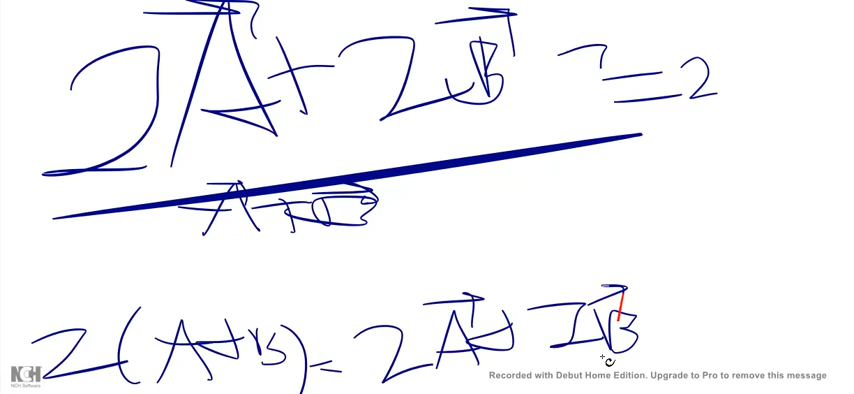 2A + 2B = 2
A + B
2(A + B) = 2A + 2B
NCH
NCH Software
Recorded with Debut Home Edition. Upgrade to Pro to remove this message